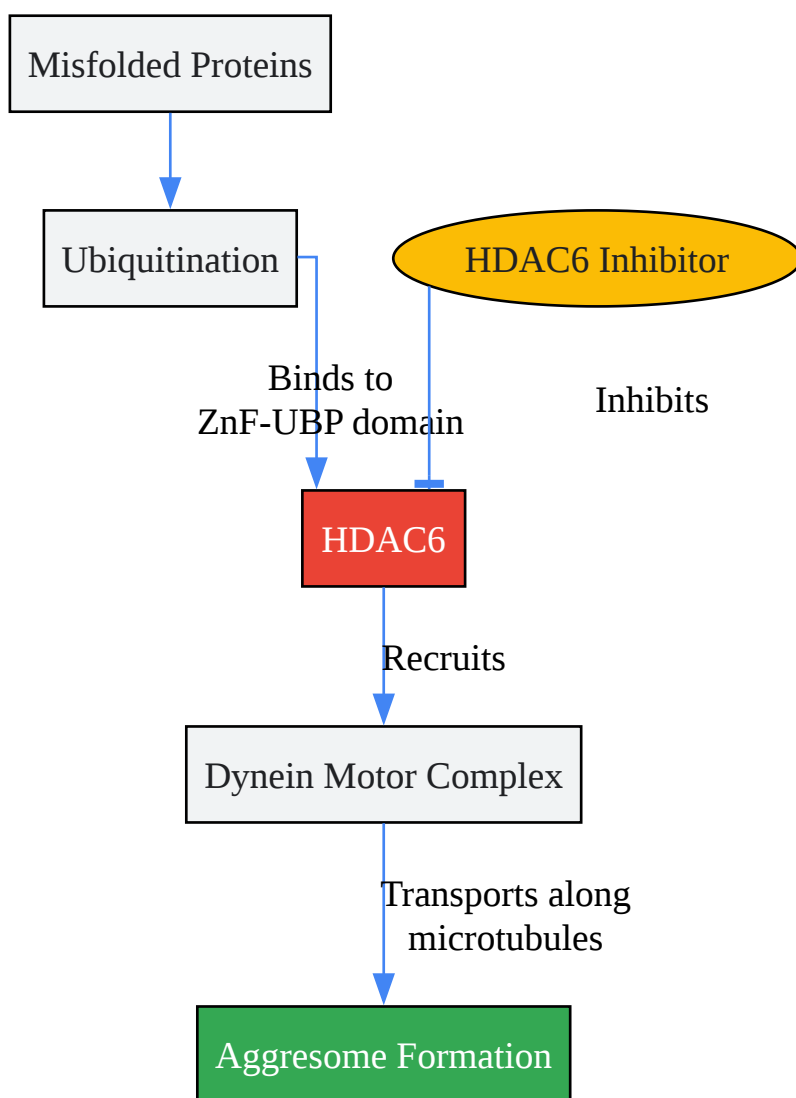 Misfolded Proteins
Ubiquitination
HDAC6 Inhibitor
Binds to
ZnF-UBP domain
Inhibits
HDAC6
Recruits
Dynein Motor Complex
Transports along
microtubules
Aggresome Formation